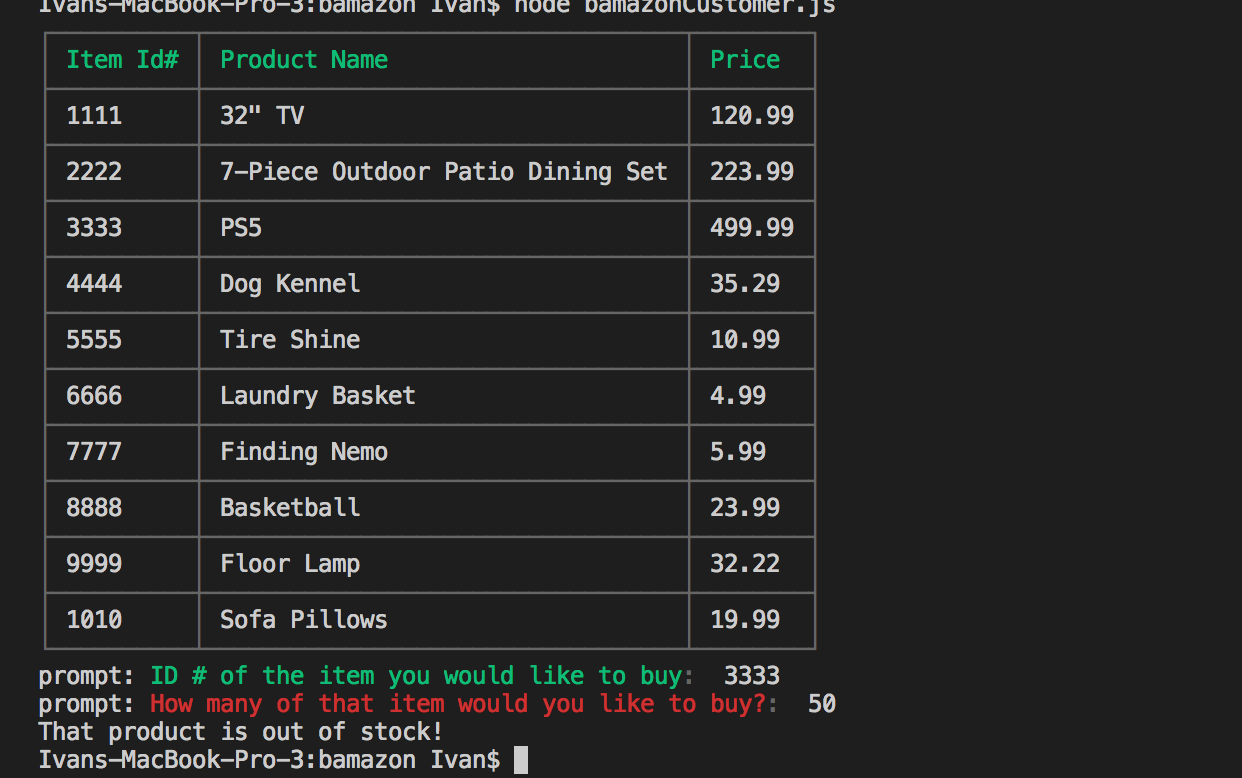 Ivans-MacBook-Pro-3:bamazon Ivan$ node bamazonCustomer.js
Item Id# Product Name Price
1111 32" TV 120.99
2222 7-Piece Outdoor Patio Dining Set 223.99
3333 PS5 499.99
4444 Dog Kennel 35.29
5555 Tire Shine 10.99
6666 Laundry Basket 4.99
7777 Finding Nemo 5.99
8888 Basketball 23.99
9999 Floor Lamp 32.22
1010 Sofa Pillows 19.99
prompt: ID # of the item you would like to buy: 3333
prompt: How many of that item would you like to buy?: 50
That product is out of stock!
Ivans-MacBook-Pro-3:bamazon Ivan$